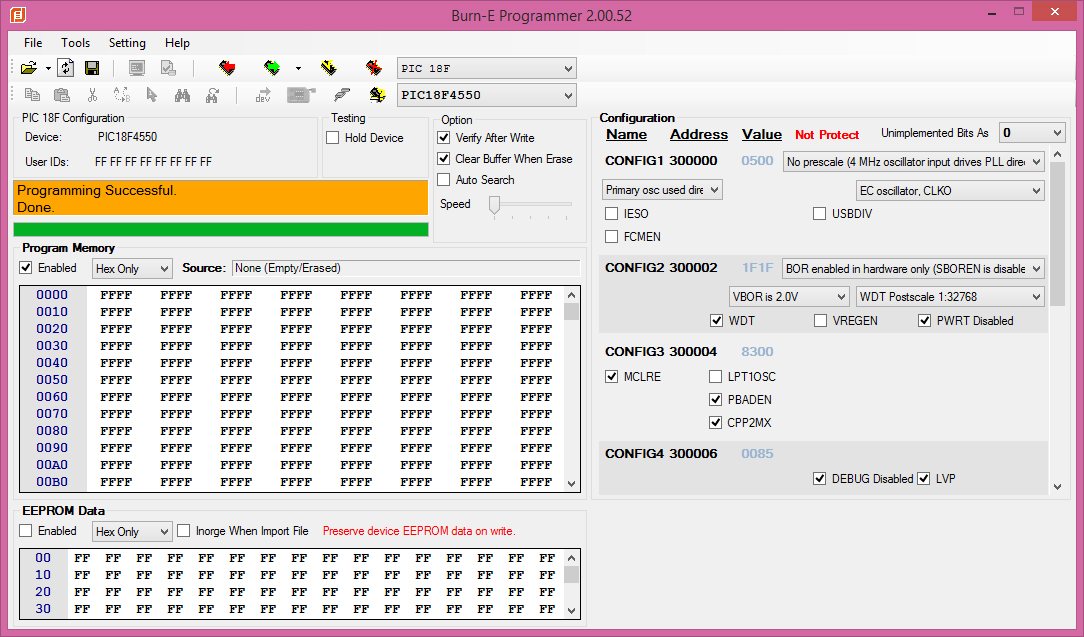 Burn-E Programmer 2.00.52
File Tools Setting Help
PIC 18F
dev PIC18F4550
PIC 18F Configuration
Device: PIC18F4550
User IDs: FF FF FF FF FF FF FF FF
Testing
Hold Device
Option
Verify After Write
Clear Buffer When Erase
Auto Search
Speed
Programming Successful.
Done.
Program Memory
Enabled Hex Only Source: None (Empty/Erased)
0000 FFFF FFFF FFFF FFFF FFFF FFFF FFFF FFFF
0010 FFFF FFFF FFFF FFFF FFFF FFFF FFFF FFFF
0020 FFFF FFFF FFFF FFFF FFFF FFFF FFFF FFFF
0030 FFFF FFFF FFFF FFFF FFFF FFFF FFFF FFFF
0040 FFFF FFFF FFFF FFFF FFFF FFFF FFFF FFFF
0050 FFFF FFFF FFFF FFFF FFFF FFFF FFFF FFFF
0060 FFFF FFFF FFFF FFFF FFFF FFFF FFFF FFFF
0070 FFFF FFFF FFFF FFFF FFFF FFFF FFFF FFFF
0080 FFFF FFFF FFFF FFFF FFFF FFFF FFFF FFFF
0090 FFFF FFFF FFFF FFFF FFFF FFFF FFFF FFFF
00A0 FFFF FFFF FFFF FFFF FFFF FFFF FFFF FFFF
00B0 FFFF FFFF FFFF FFFF FFFF FFFF FFFF FFFF
EEPROM Data
Enabled Hex Only Inorge When Import File Preserve device EEPROM data on write.
00 FF FF FF FF FF FF FF FF FF FF FF FF FF FF FF FF
10 FF FF FF FF FF FF FF FF FF FF FF FF FF FF FF FF
20 FF FF FF FF FF FF FF FF FF FF FF FF FF FF FF FF
30 FF FF FF FF FF FF FF FF FF FF FF FF FF FF FF FF
Configuration
Name Address Value Not Protect Unimplemented Bits As 0
CONFIG1 300000 0500 No prescale (4 MHz oscillator input drives PLL dire
Primary osc used dire EC oscillator, CLKO
IESO USBDIV
FCMEN
CONFIG2 300002 1F1F BOR enabled in hardware only (SBOREN is disable
VBOR is 2.0V WDT Postscale 1:32768
WDT VREGEN PWRT Disabled
CONFIG3 300004 8300
MCLRE LPT1OSC
PBADEN
CPP2MX
CONFIG4 300006 0085
DEBUG Disabled LVP